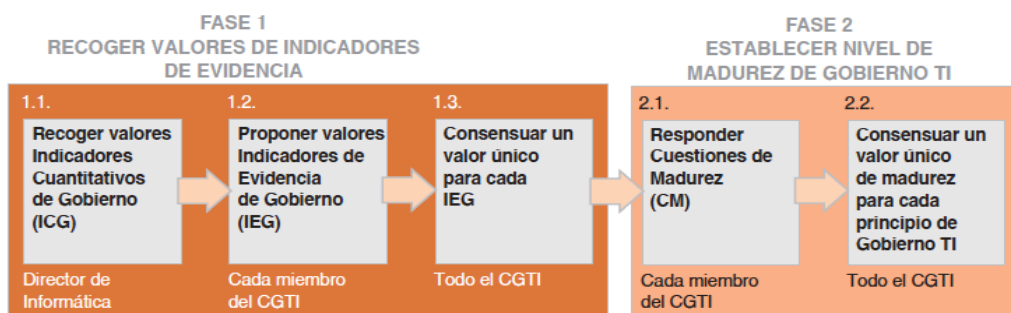 FASE 1
RECOGER VALORES DE INDICADORES
DE EVIDENCIA
1.1.
Recoger valores
Indicadores
Cuantitativos
de Gobierno
(ICG)
Director de
Informática
1.2.
Proponer valores
Indicadores de
Evidencia
de Gobierno
(IEG)
Cada miembro
del CGTI
1.3.
Consensuar un
valor único
para cada
IEG
Todo el CGTI
FASE 2
ESTABLECER NIVEL DE
MADUREZ DE GOBIERNO TI
2.1.
Responder
Cuestiones de
Madurez
(CM)
Cada miembro
del CGTI
2.2.
Consensuar un
valor único
de madurez
para cada
principio de
Gobierno TI
Todo el CGTI